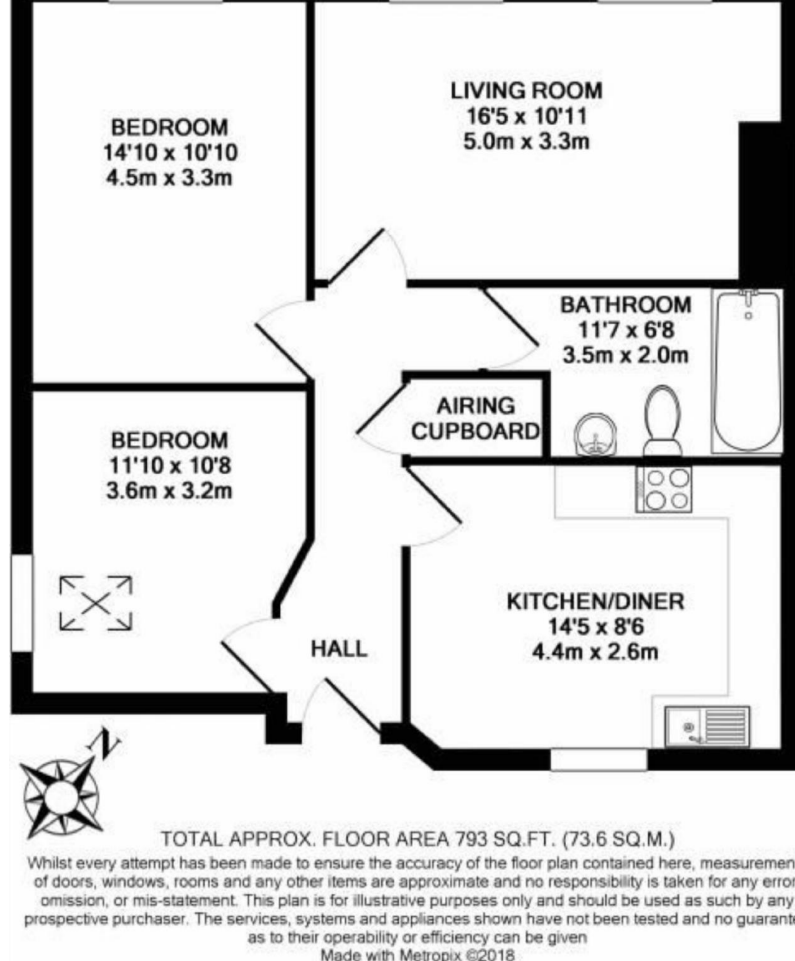 BEDROOM
14'10 x 10'10
4.5m x 3.3m
LIVING ROOM
16'5 x 10'11
5.0m x 3.3m
BATHROOM
11'7 x 6'8
3.5m x 2.0m
AIRING
CUPBOARD
BEDROOM
11'10 x 10'8
3.6m x 3.2m
KITCHEN/DINER
14'5 x 8'6
4.4m x 2.6m
HALL
N
TOTAL APPROX. FLOOR AREA 793 SQ.FT. (73.6 SQ.M.)
Whilst every attempt has been made to ensure the accuracy of the floor plan contained here, measuremen
of doors, windows, rooms and any other items are approximate and no responsibility is taken for any error
omission, or mis-statement. This plan is for illustrative purposes only and should be used as such by any
prospective purchaser. The services, systems and appliances shown have not been tested and no guarante
as to their operability or efficiency can be given
Made with Metropix ©2018